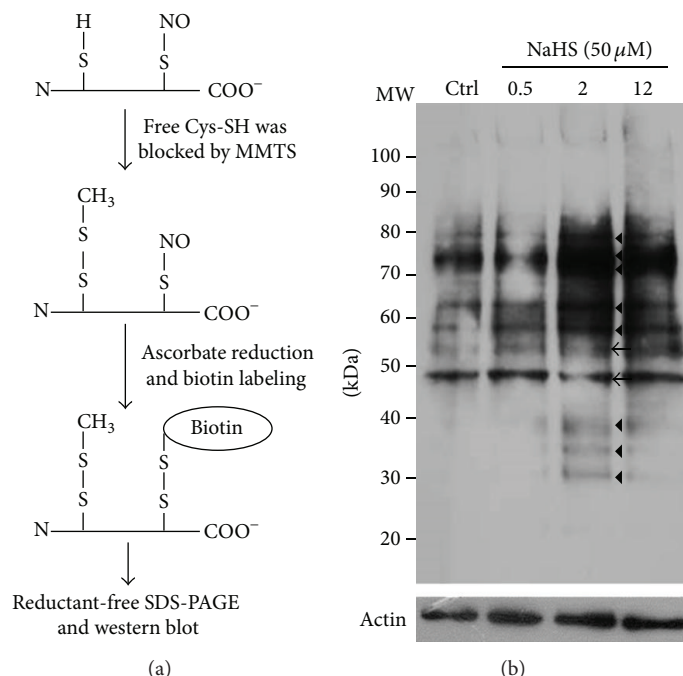 H
S
NO
S
N
COO⁻
Free Cys-SH was
blocked by MMTS
CH₃
S
S
NO
S
N
COO⁻
Ascorbate reduction
and biotin labeling
CH₃
S
S
Biotin
S
S
N
COO⁻
Reductant-free SDS-PAGE
and western blot
(a)
NaHS (50 μM)
MW Ctrl 0.5 2 12
100
90
80
70
60
50
40
30
20
(kDa)
Actin
(b)